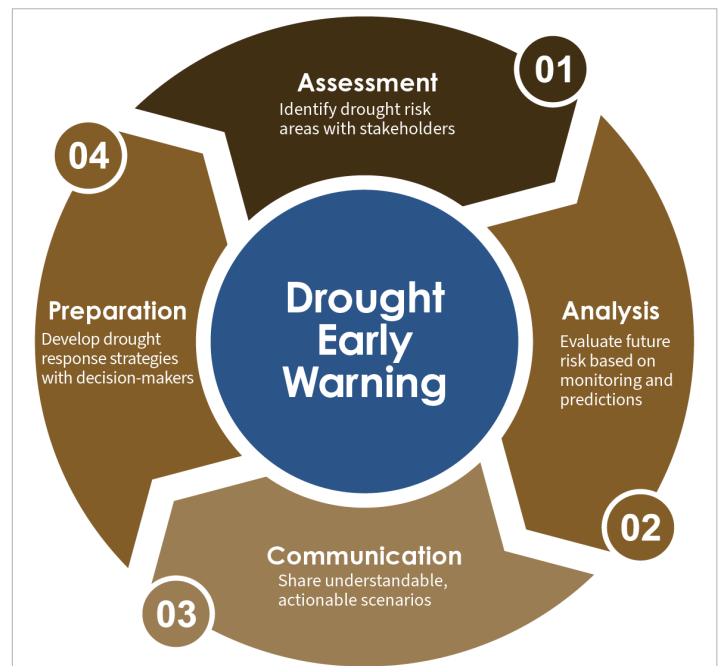 01
Assessment
Identify drought risk
areas with stakeholders
02
Analysis
Evaluate future
risk based on
monitoring and
predictions
03
Communication
Share understandable,
actionable scenarios
04
Preparation
Develop drought
response strategies
with decision-makers
Drought
Early
Warning